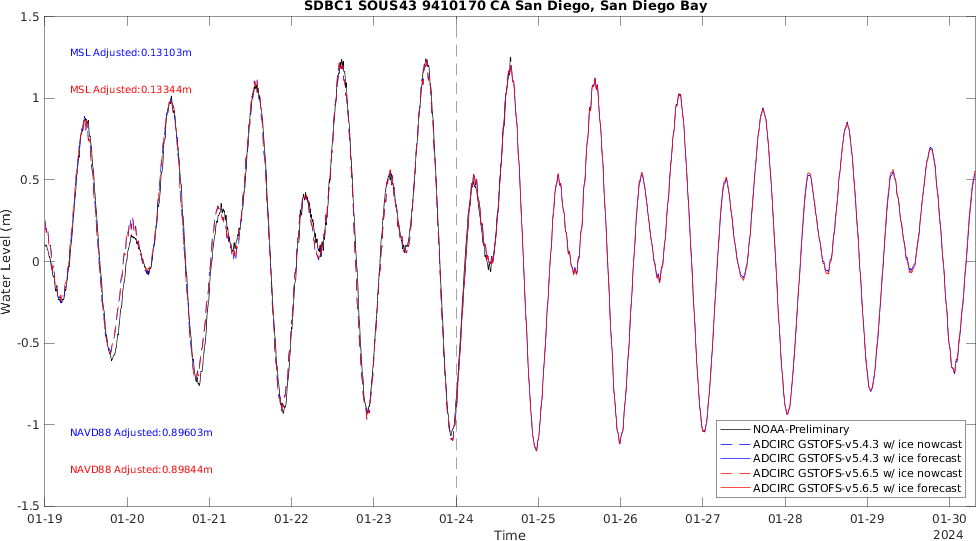 SDBC1 SOUS43 9410170 CA San Diego, San Diego Bay
1.5
MSL Adjusted:0.13103m
MSL Adjusted:0.13344m
1
0.5
0
Water Level (m)
-0.5
-1
NAVD88 Adjusted:0.89603m
NAVD88 Adjusted:0.89844m
NOAA-Preliminary
ADCIRC GSTOFS-v5.4.3 w/ ice nowcast
ADCIRC GSTOFS-v5.4.3 w/ ice forecast
ADCIRC GSTOFS-v5.6.5 w/ ice nowcast
ADCIRC GSTOFS-v5.6.5 w/ ice forecast
-1.5
01-19 01-20 01-21 01-22 01-23 01-24 01-25 01-26 01-27 01-28 01-29 01-30
Time
2024